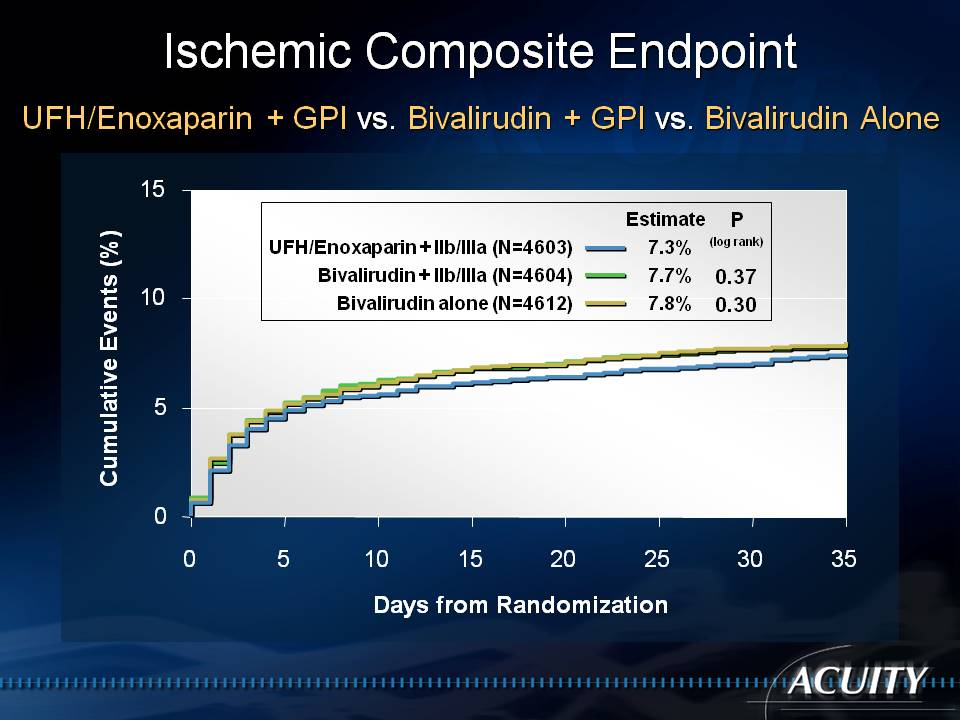 Ischemic Composite Endpoint
UFH/Enoxaparin + GPI vs. Bivalirudin + GPI vs. Bivalirudin Alone
Estimate P
(log rank)
UFH/Enoxaparin + IIb/IIIa (N=4603) 7.3%
Bivalirudin + IIb/IIIa (N=4604) 7.7% 0.37
Bivalirudin alone (N=4612) 7.8% 0.30
Cumulative Events (%)
15
10
5
0
0 5 10 15 20 25 30 35
Days from Randomization
ACUITY